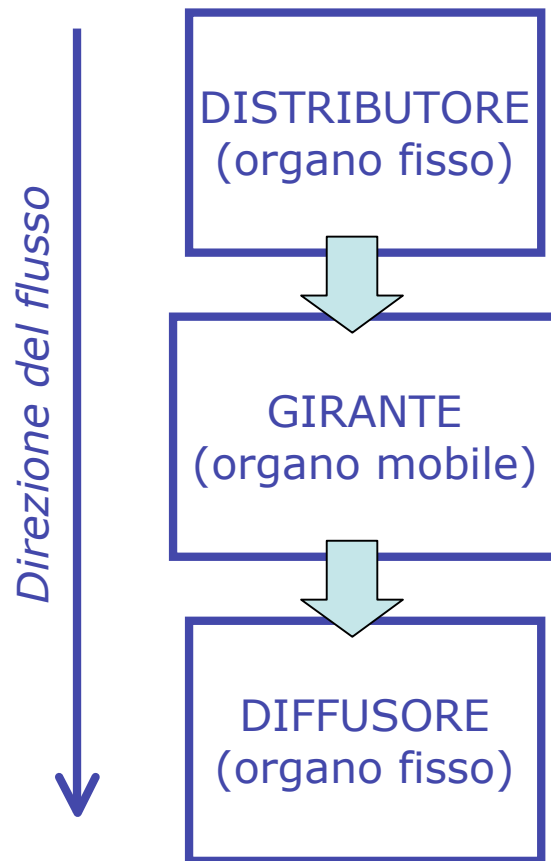 Direzione del flusso
DISTRIBUTORE
(organo fisso)
GIRANTE
(organo mobile)
DIFFUSORE
(organo fisso)